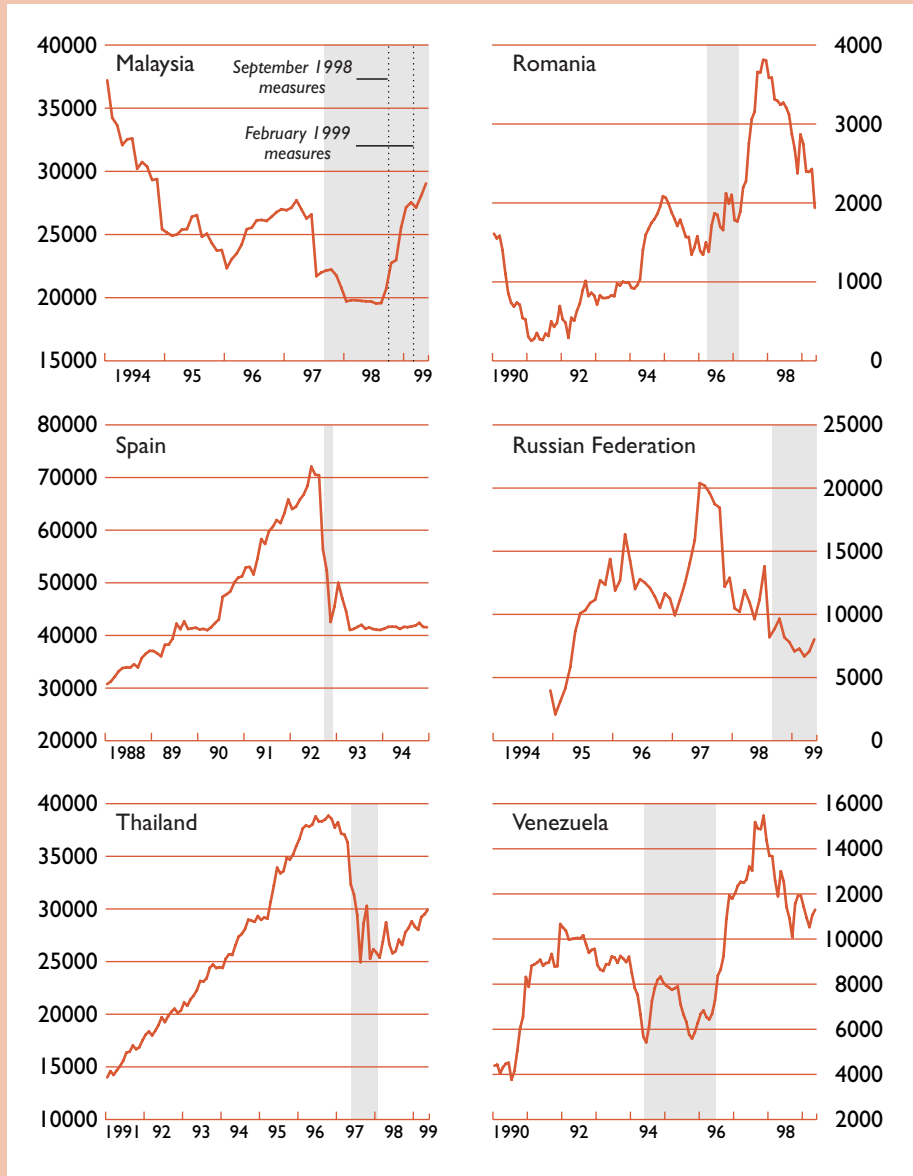 Malaysia
40000
35000
30000
25000
20000
15000
September 1998
measures
February 1999
measures
1994 95 96 97 98 99
Romania
4000
3000
2000
1000
0
1990 92 94 96 98
Spain
80000
70000
60000
50000
40000
30000
20000
1988 89 90 91 92 93 94
Russian Federation
25000
20000
15000
10000
5000
0
1994 95 96 97 98 99
Thailand
40000
35000
30000
25000
20000
15000
10000
1991 92 93 94 95 96 97 98 99
Venezuela
16000
14000
12000
10000
8000
6000
4000
2000
1990 92 94 96 98